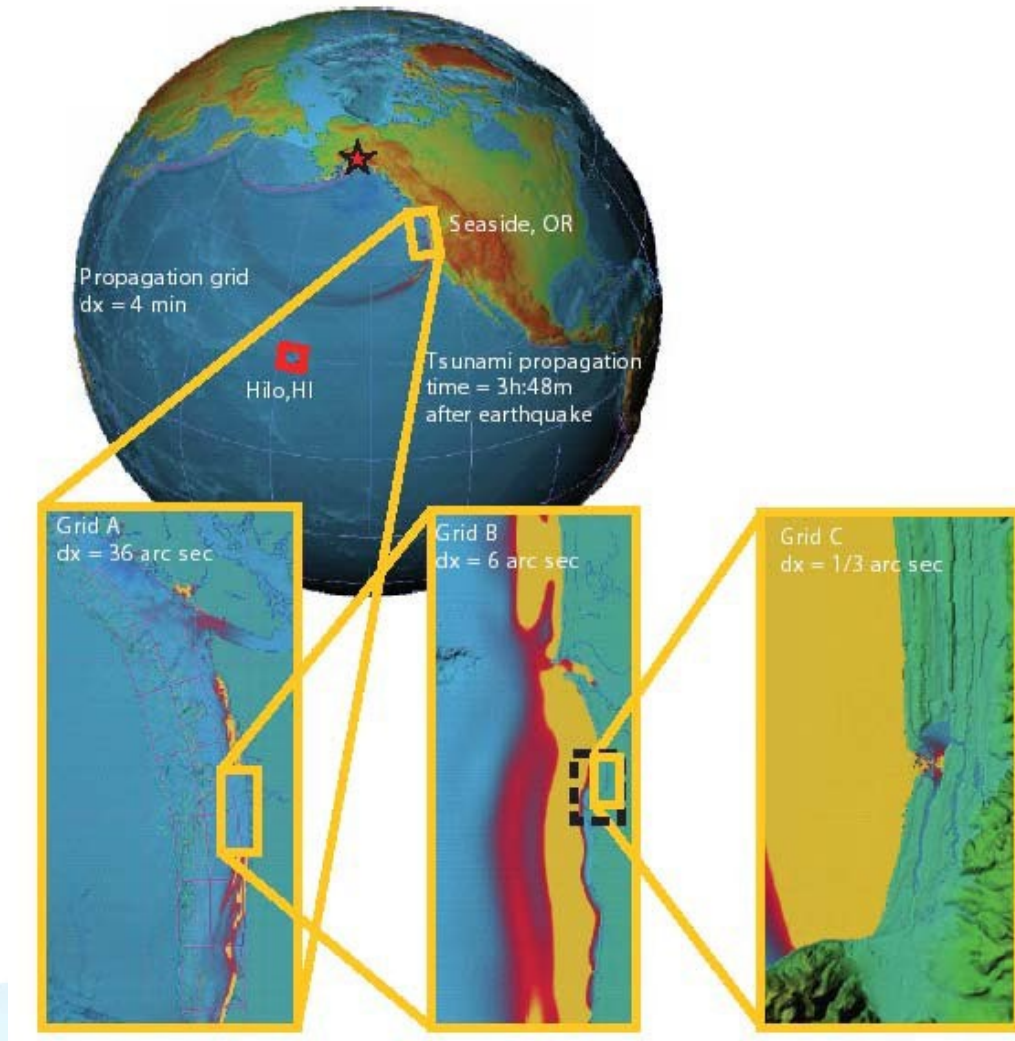 Seaside, OR
Propagation grid
dx = 4 min
Hilo,HI
Tsunami propagation
time = 3h:48m
after earthquake
Grid A
dx = 36 arc sec
Grid B
dx = 6 arc sec
Grid C
dx = 1/3 arc sec